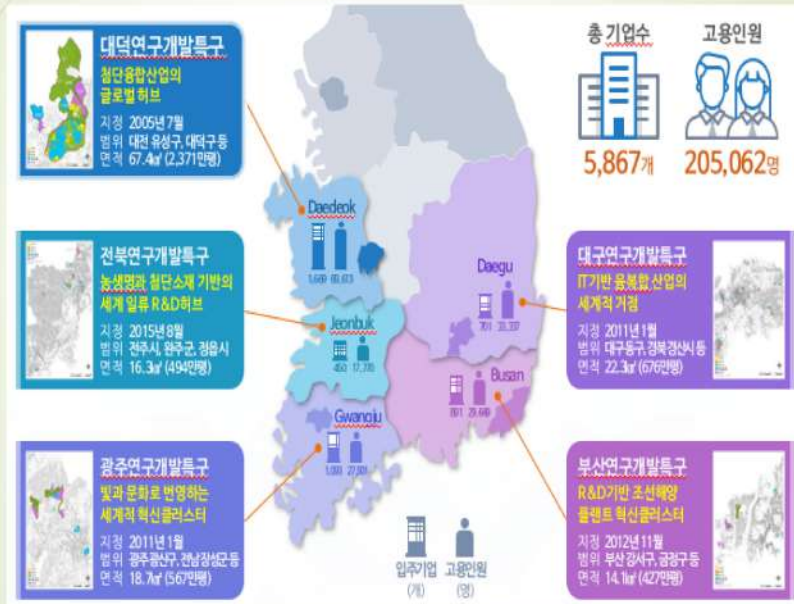 대덕연구개발특구
첨단융합산업의
글로벌 허브
지정 2005년 7월
범위 대전 유성구, 대덕구 등
면적 67.4㎢ (2,371만평)
총 기업수
5,867개
고용인원
205,062명
Daedeok
전북연구개발특구
농생명과 첨단소재 기반의
세계 일류 R&D허브
지정 2015년 8월
범위 전주시, 완주군, 정읍시
면적 16.3㎢ (494만평)
Jeonbuk
Daegu
대구연구개발특구
IT기반 융복합 산업의
세계적 거점
지정 2011년 1월
범위 대구동구, 경북경산시 등
면적 22.3㎢ (676만평)
Gwangju
광주연구개발특구
빛과 문화로 번영하는
세계적 혁신클러스터
지정 2011년 1월
범위 광주광산구, 전남장성군 등
면적 18.7㎢ (567만평)
Busan
부산연구개발특구
R&D기반 조선해양
플랜트 혁신클러스터
지정 2012년 11월
범위 부산 강서구, 금정구 등
면적 14.1㎢ (427만평)
입주기업
(개)
고용인원
(명)